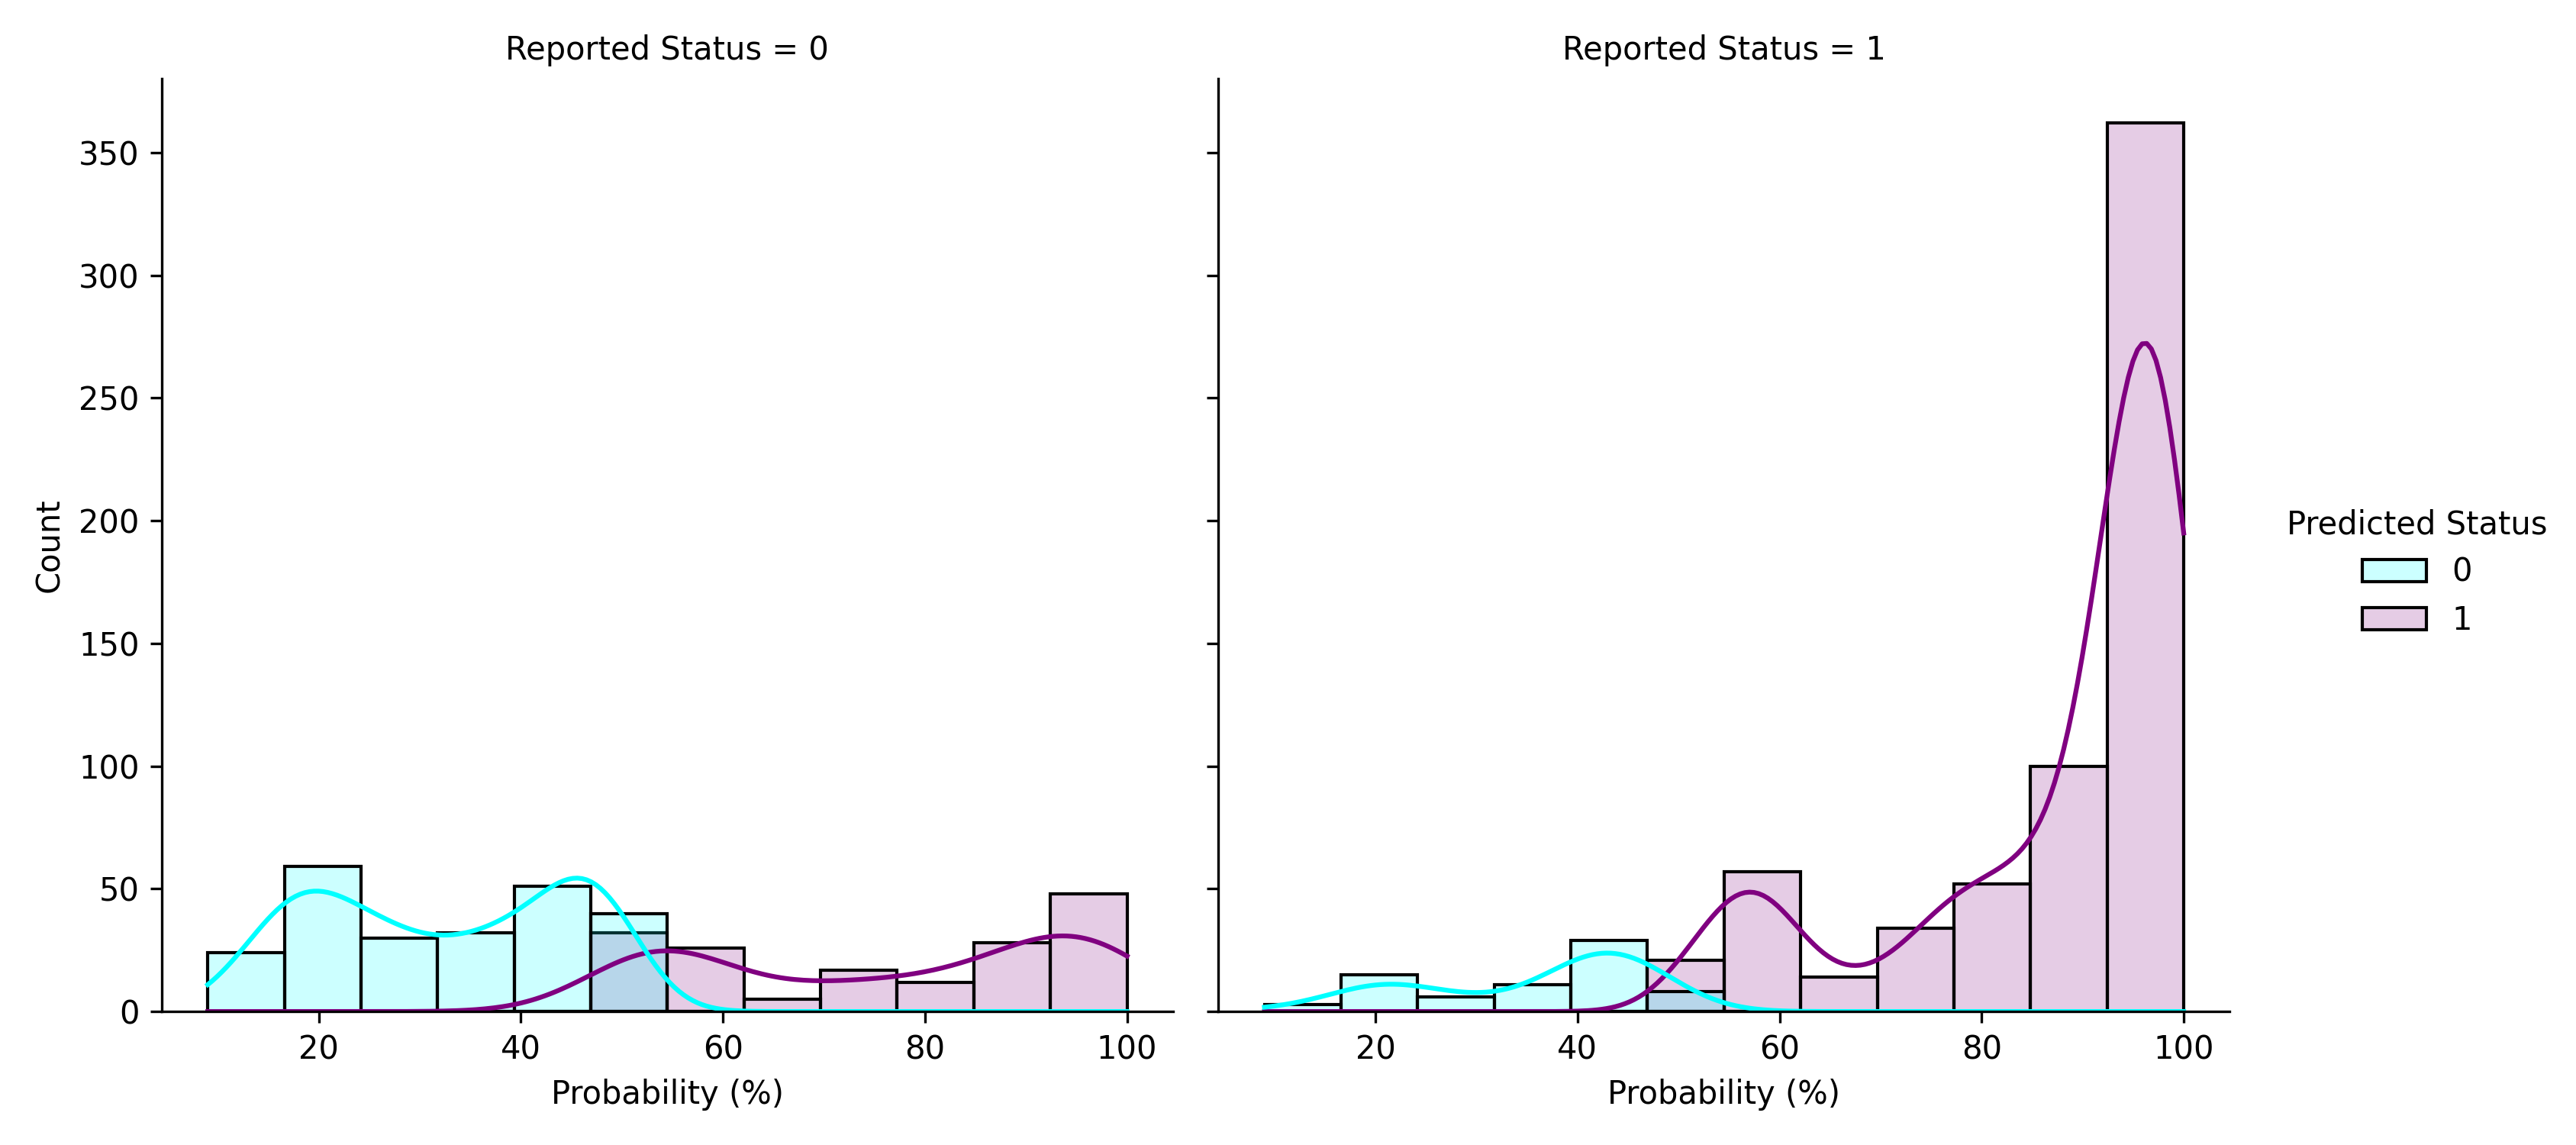 Reported Status = 0
Reported Status = 1
350
300
250
200
150
100
50
0
Count
20 40 60 80 100
20 40 60 80 100
Probability (%)
Probability (%)
Predicted Status
0
1